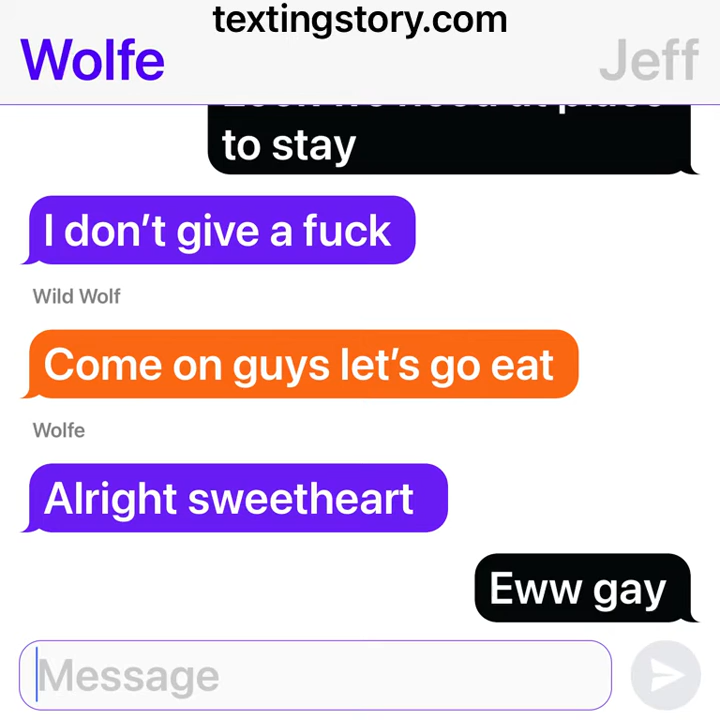 textingstory.com
Wolfe
Jeff
to stay
I don’t give a fuck
Wild Wolf
Come on guys let’s go eat
Wolfe
Alright sweetheart
Eww gay
Message